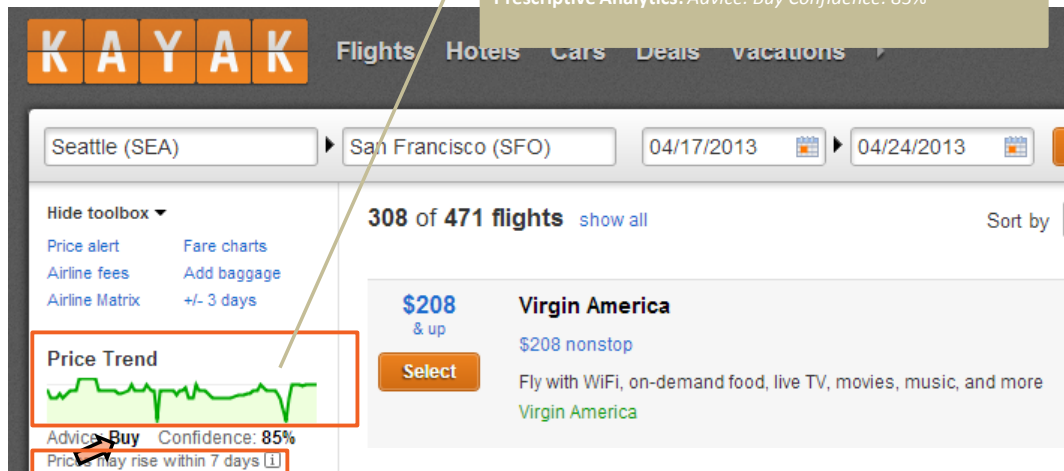 Prescriptive Analytics: Advice: Buy Confidence: 85%
KAYAK Flights Hotels Cars Deals Vacations
Seattle (SEA) San Francisco (SFO) 04/17/2013 04/24/2013
Hide toolbox
Price alert Fare charts
Airline fees Add baggage
Airline Matrix +/- 3 days
Price Trend
Advice: Buy Confidence: 85%
Prices may rise within 7 days i
308 of 471 flights show all Sort by
$208
& up
Select
Virgin America
$208 nonstop
Fly with WiFi, on-demand food, live TV, movies, music, and more
Virgin America